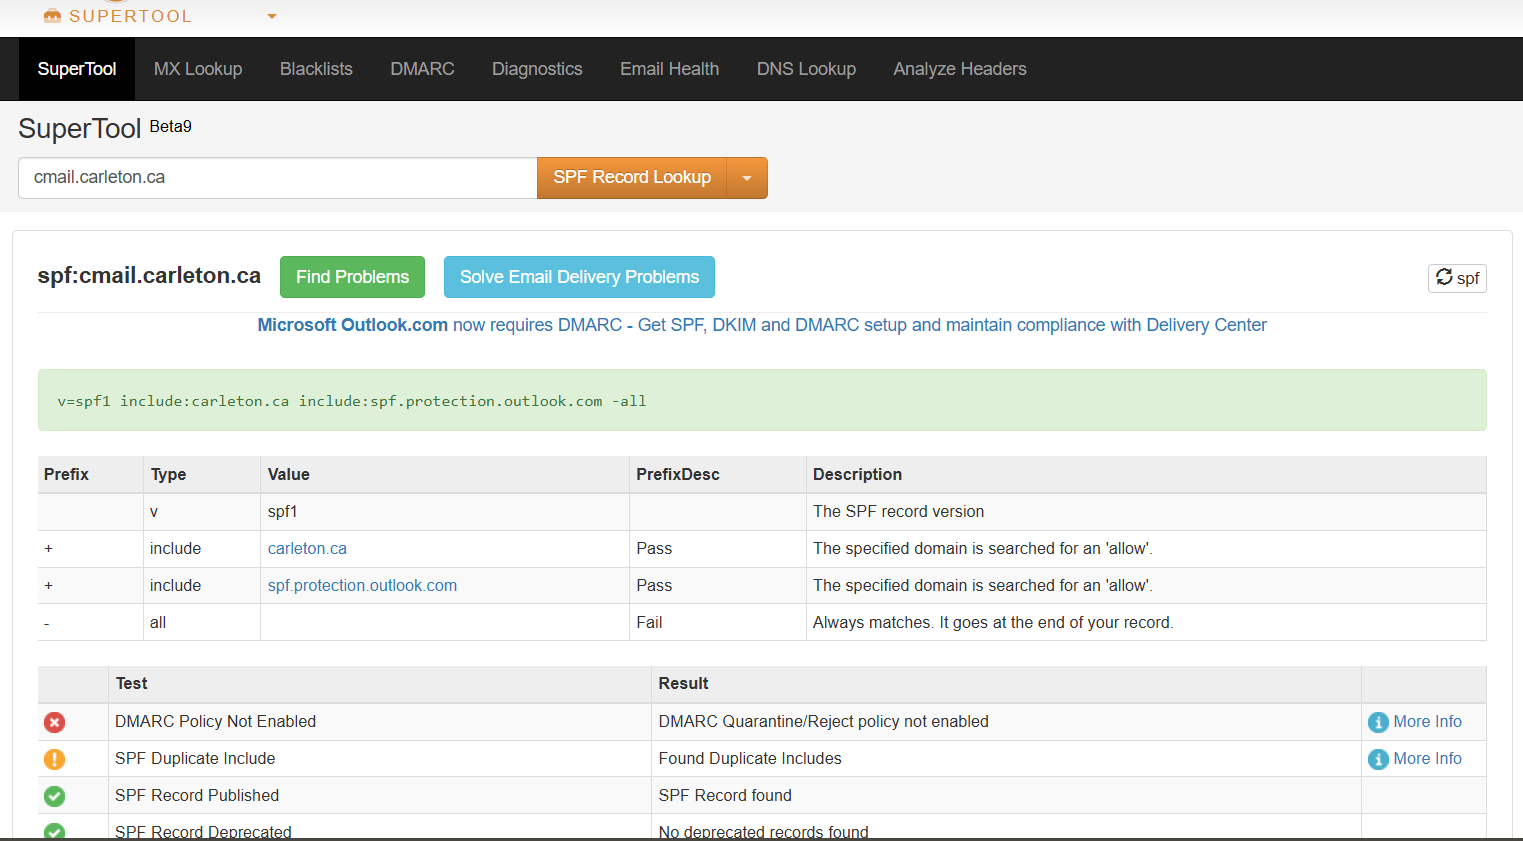 SUPERTOOL
SuperTool MX Lookup Blacklists DMARC Diagnostics Email Health DNS Lookup Analyze Headers
SuperTool Beta9
cmail.carleton.ca SPF Record Lookup
spf:cmail.carleton.ca Find Problems Solve Email Delivery Problems spf
Microsoft Outlook.com now requires DMARC - Get SPF, DKIM and DMARC setup and maintain compliance with Delivery Center
v=spf1 include:carleton.ca include:spf.protection.outlook.com -all
Prefix Type Value PrefixDesc Description
v spf1 The SPF record version
+ include carleton.ca Pass The specified domain is searched for an 'allow'.
+ include spf.protection.outlook.com Pass The specified domain is searched for an 'allow'.
- all Fail Always matches. It goes at the end of your record.
Test Result
DMARC Policy Not Enabled DMARC Quarantine/Reject policy not enabled More Info
SPF Duplicate Include Found Duplicate Includes More Info
SPF Record Published SPF Record found
SPF Record Deprecated No deprecated records found